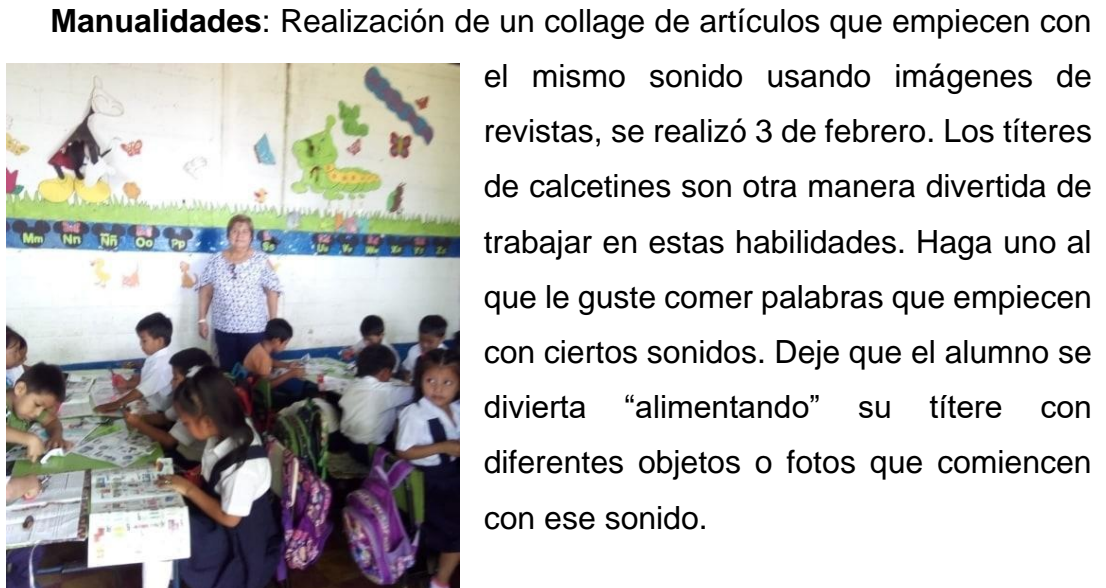 Manualidades: Realización de un collage de artículos que empiecen con
el mismo sonido usando imágenes de
revistas, se realizó 3 de febrero. Los títeres
de calcetines son otra manera divertida de
trabajar en estas habilidades. Haga uno al
que le guste comer palabras que empiecen
con ciertos sonidos. Deje que el alumno se
divierta “alimentando” su títere con
diferentes objetos o fotos que comiencen
con ese sonido.
Mm Nn Ññ Oo Pp